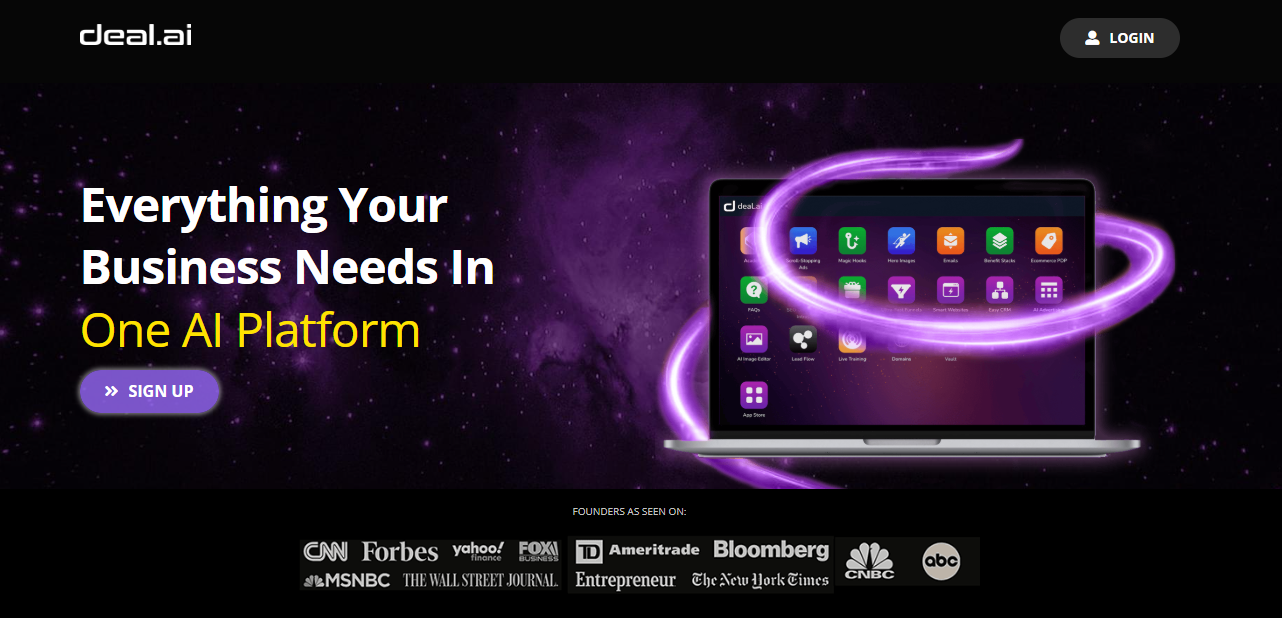 deal.ai
LOGIN
Everything Your
Business Needs In
One AI Platform
SIGN UP
deal.ai
Magic Hooks
Hero Images
Emails
Benefit Stacks
Ecommerce PDP
Ads
FAQs
Smart Websites
Easy CRM
AI Image Editor
Lead Flow
Live Training
Domains
Vault
App Store
FOUNDERS AS SEEN ON:
CNN Forbes yahoo! finance FOX BUSINESS
MSNBC THE WALL STREET JOURNAL.
TD Ameritrade Bloomberg
Entrepreneur The New York Times
CNBC
abc